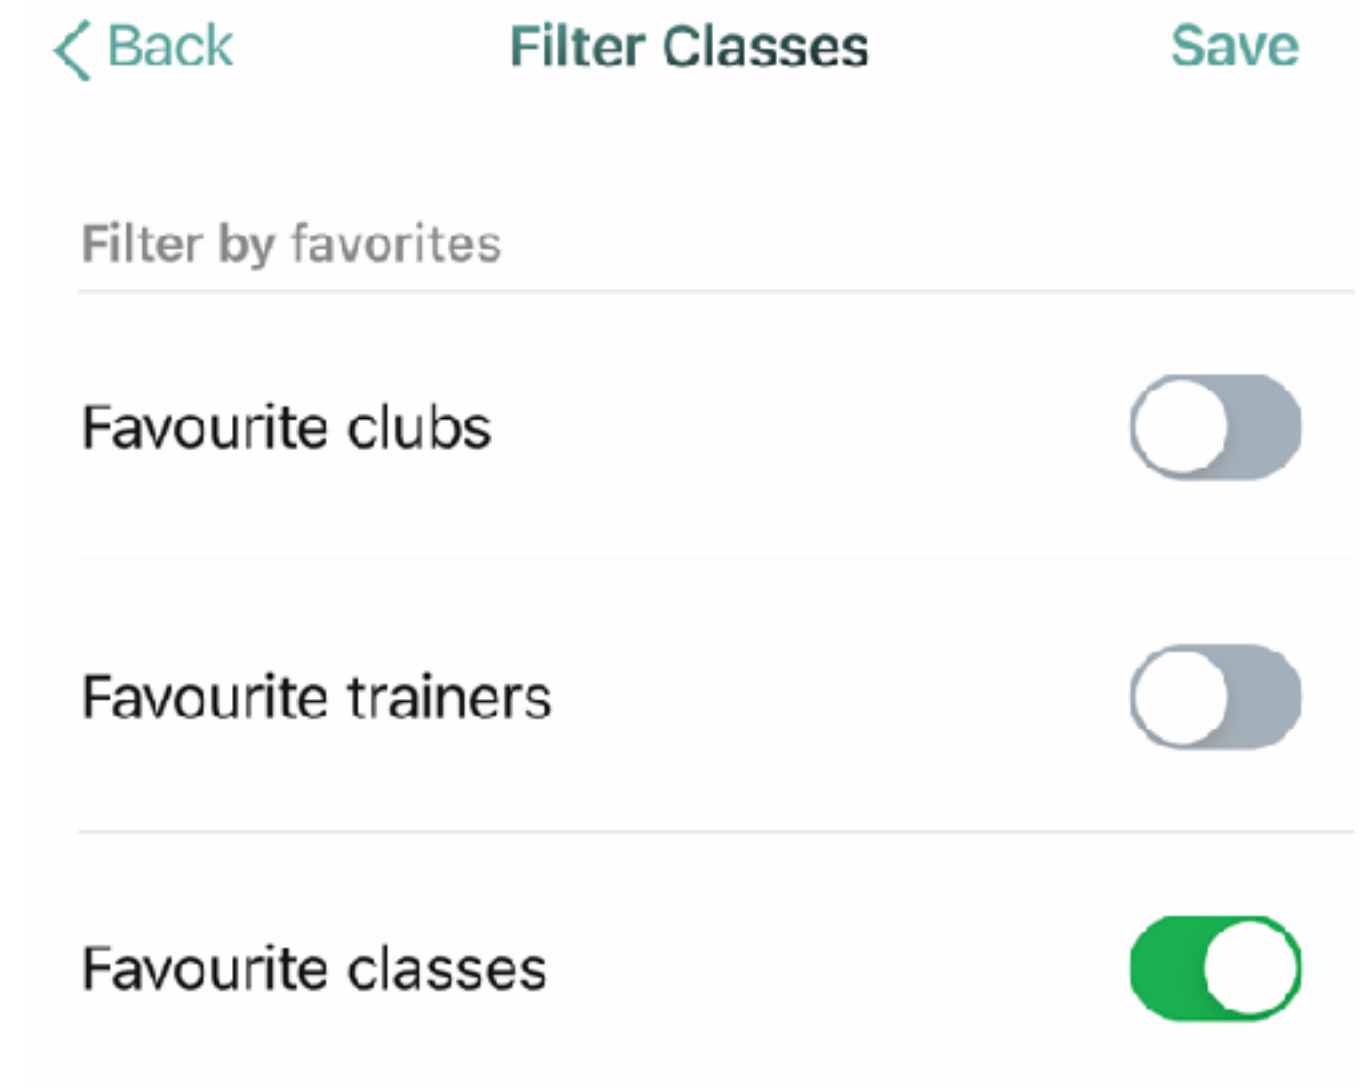 Back Filter Classes Save
Filter by favorites
Favourite clubs
Favourite trainers
Favourite classes